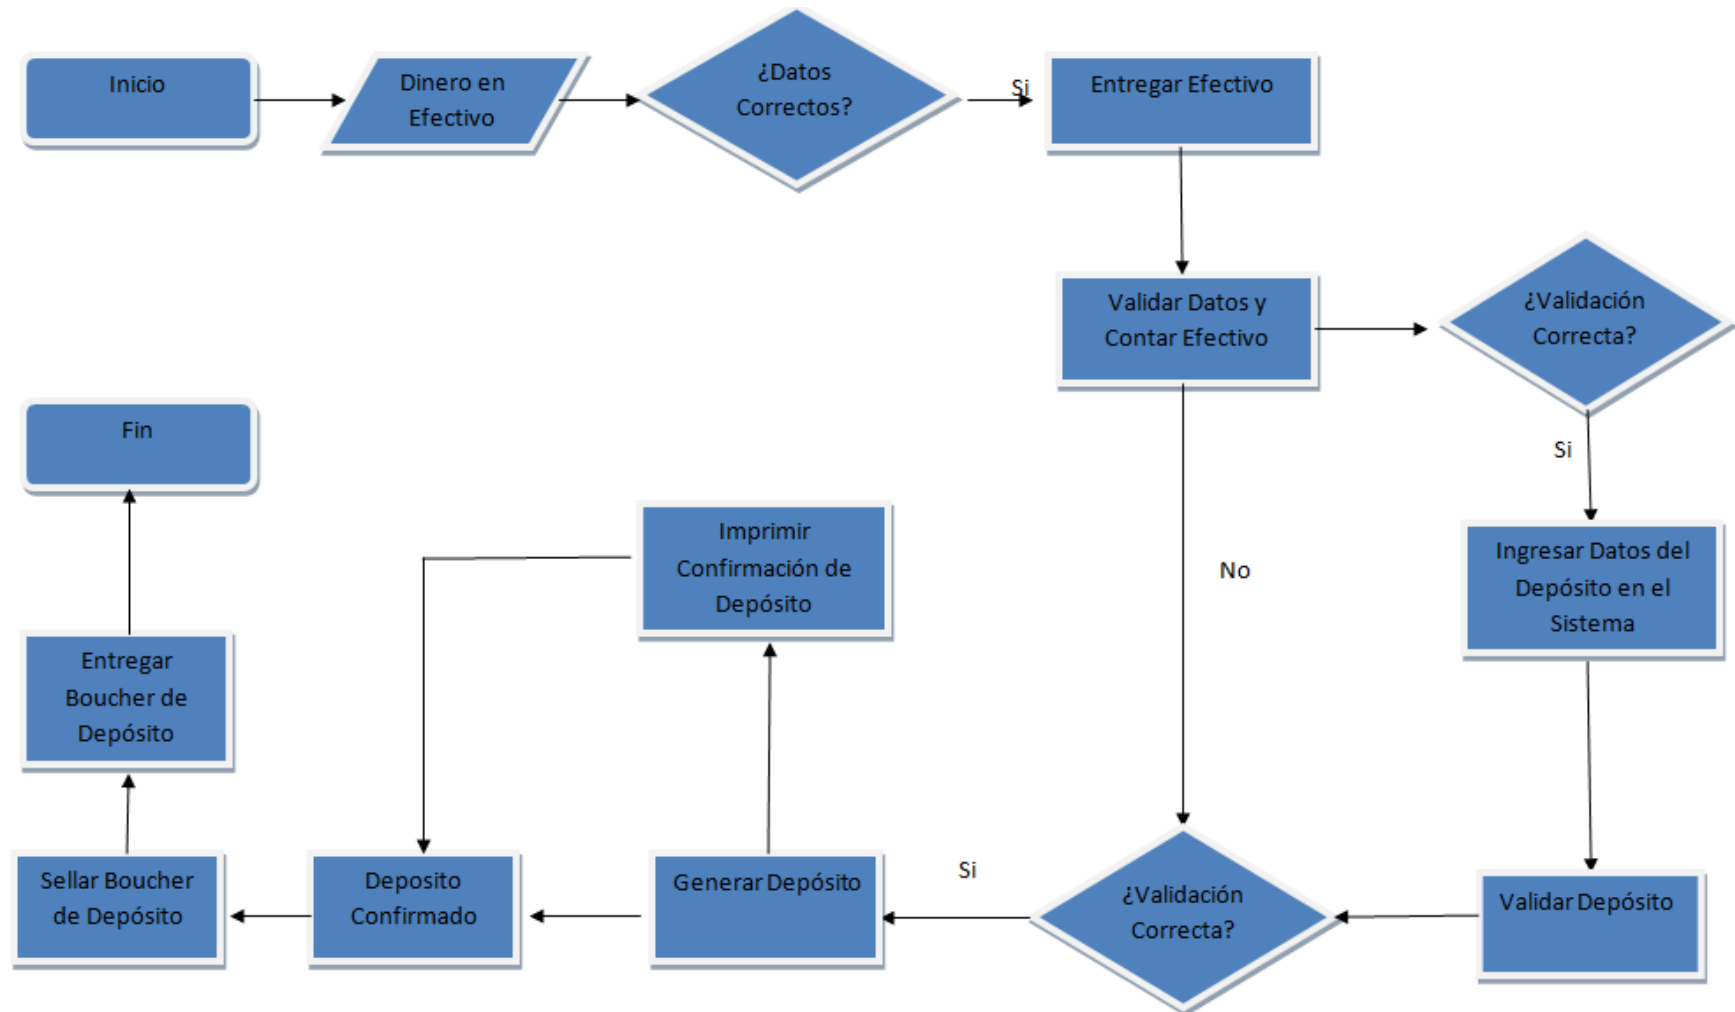 Inicio
Dinero en
Efectivo
¿Datos
Correctos?
Si
Entregar Efectivo
Validar Datos y
Contar Efectivo
¿Validación
Correcta?
Si
Ingresar Datos del
Depósito en el
Sistema
Validar Depósito
No
¿Validación
Correcta?
Si
Generar Depósito
Imprimir
Confirmación de
Depósito
Deposito
Confirmado
Sellar Boucher
de Depósito
Entregar
Boucher de
Depósito
Fin